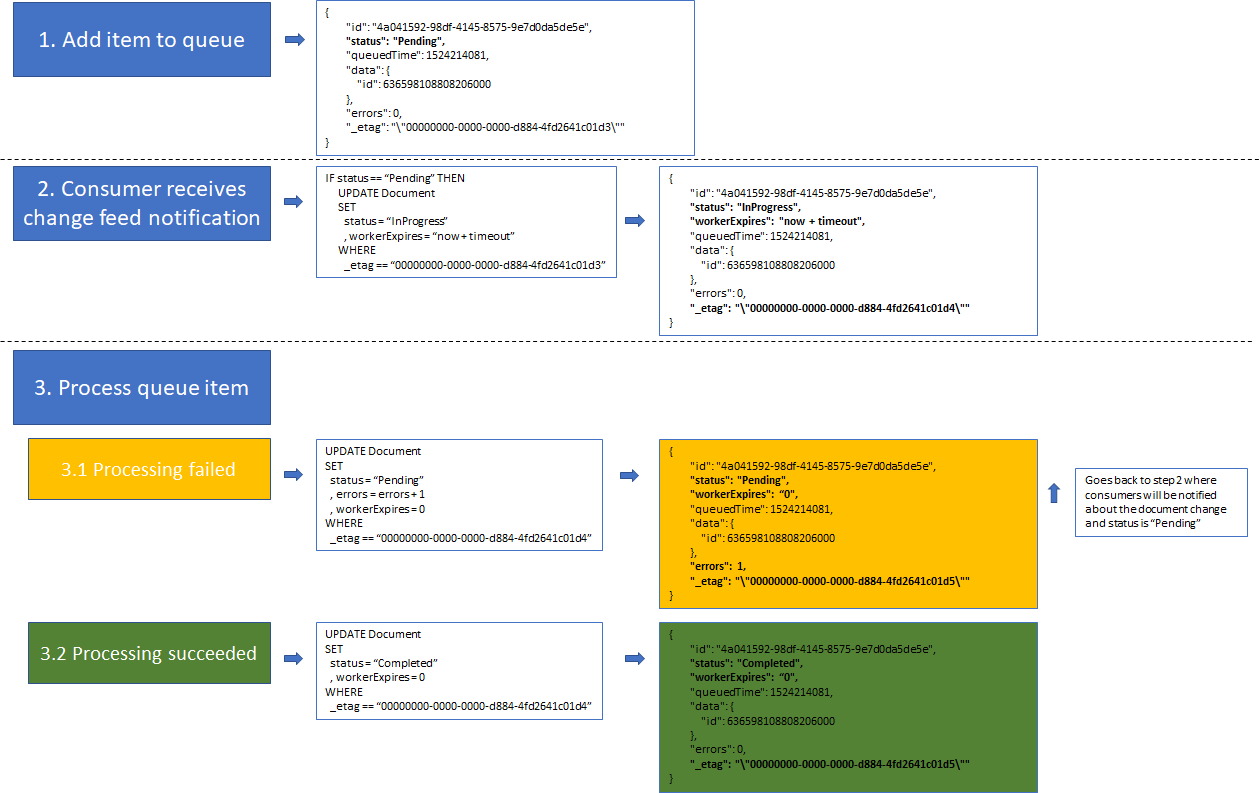 1. Add item to queue
{
"id": "4a041592-98df-4145-8575-9e7d0da5de5e",
"status": "Pending",
"queuedTime": 1524214081,
"data": {
"id": 636598108808206000
},
"errors": 0,
"_etag": "\"00000000-0000-0000-d884-4fd2641c01d3\""
}
2. Consumer receives
change feed notification
IF status == “Pending” THEN
UPDATE Document
SET
status = “InProgress”
, workerExpires = “now + timeout”
WHERE
_etag == “00000000-0000-0000-d884-4fd2641c01d3”
{
"id": "4a041592-98df-4145-8575-9e7d0da5de5e",
"status": "InProgress",
"workerExpires": "now + timeout",
"queuedTime": 1524214081,
"data": {
"id": 636598108808206000
},
"errors": 0,
"_etag": "\"00000000-0000-0000-d884-4fd2641c01d4\""
}
3. Process queue item
3.1 Processing failed
UPDATE Document
SET
status = “Pending”
, errors = errors + 1
, workerExpires = 0
WHERE
_etag == “00000000-0000-0000-d884-4fd2641c01d4”
{
"id": "4a041592-98df-4145-8575-9e7d0da5de5e",
"status": "Pending",
"workerExpires": “0”,
"queuedTime": 1524214081,
"data": {
"id": 636598108808206000
},
"errors": 1,
"_etag": "\"00000000-0000-0000-d884-4fd2641c01d5\""
}
Goes back to step 2 where
consumers will be notified
about the document change
and status is “Pending”
3.2 Processing succeeded
UPDATE Document
SET
status = “Completed”
, workerExpires = 0
WHERE
_etag == “00000000-0000-0000-d884-4fd2641c01d4”
{
"id": "4a041592-98df-4145-8575-9e7d0da5de5e",
"status": "Completed",
"workerExpires": “0”,
"queuedTime": 1524214081,
"data": {
"id": 636598108808206000
},
"errors": 0,
"_etag": "\"00000000-0000-0000-d884-4fd2641c01d5\""
}